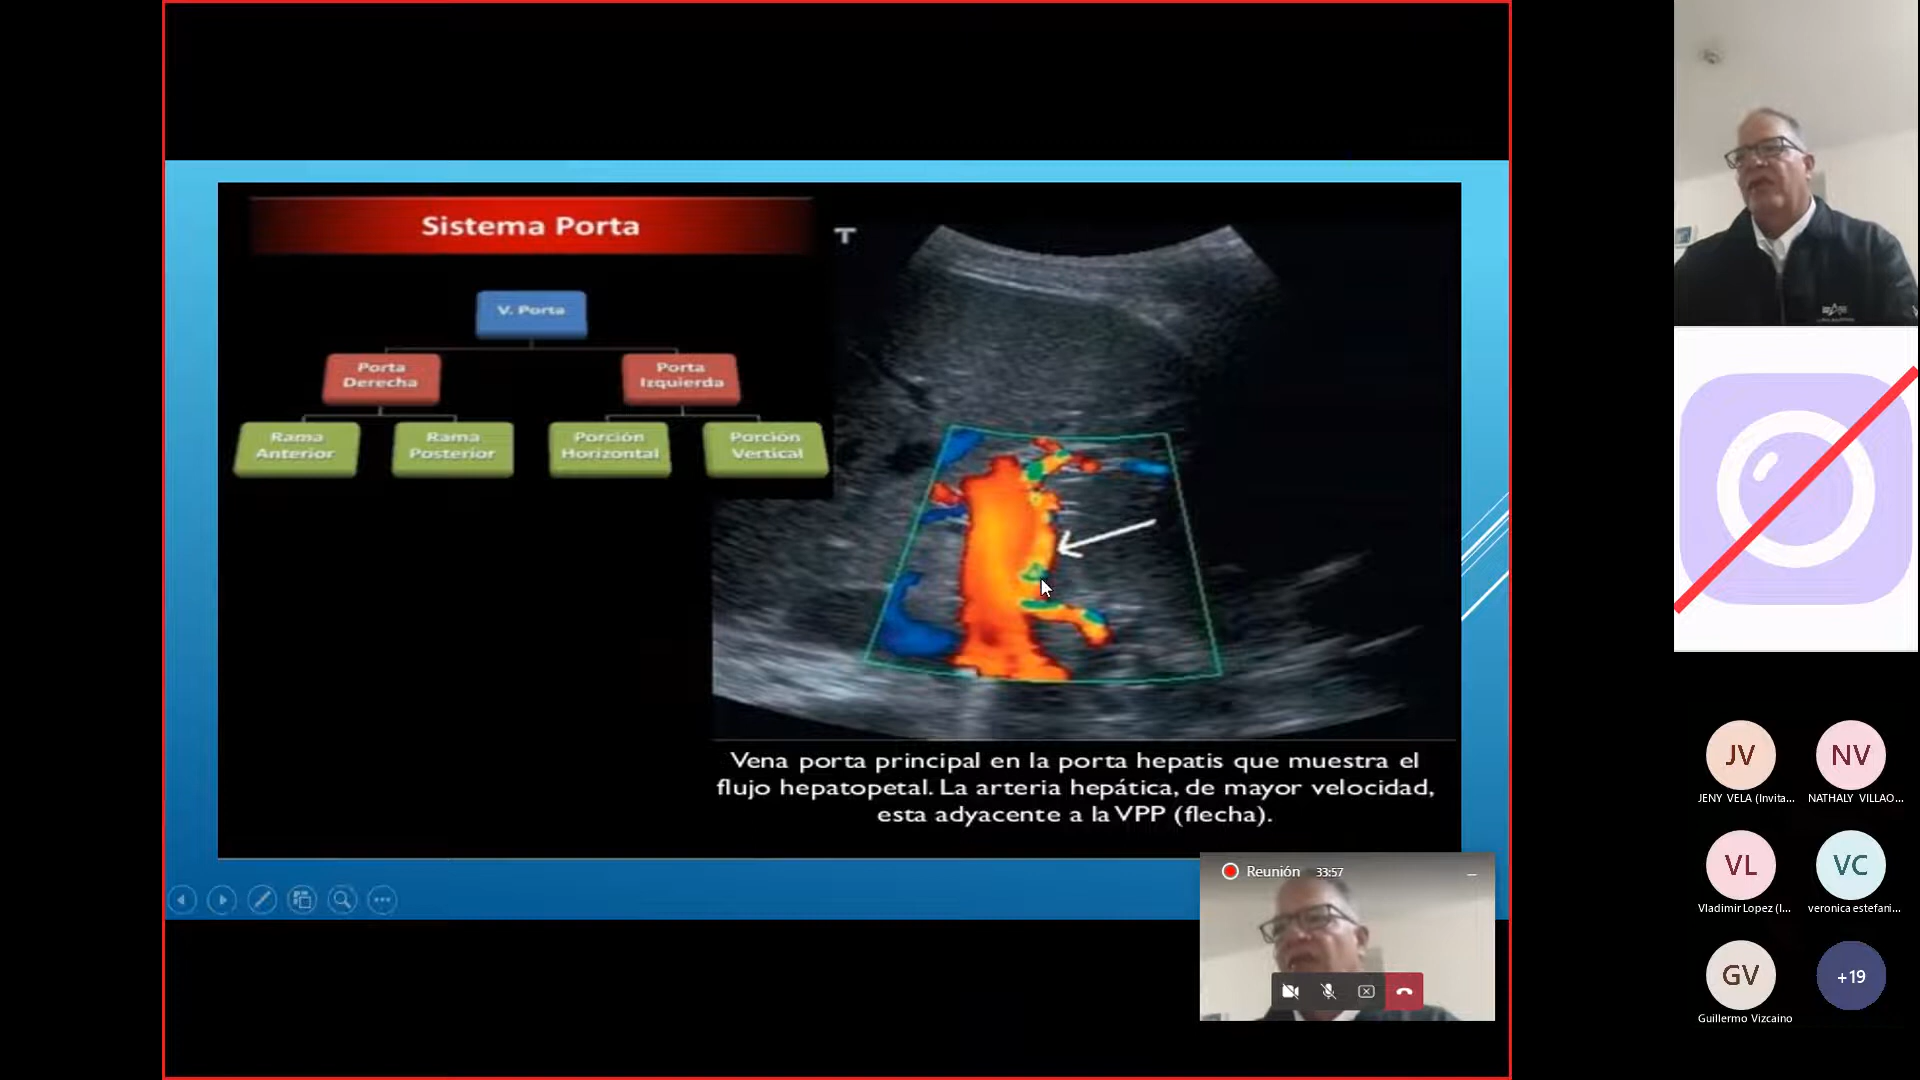 Sistema Porta
T
V. Porta
Porta
Derecha
Porta
Izquierda
Rama
Anterior
Rama
Posterior
Porción
Horizontal
Porción
Vertical
Vena porta principal en la porta hepatis que muestra el
flujo hepatopetal. La arteria hepática, de mayor velocidad,
esta adyacente a la VPP (flecha).
Reunión 33:57
JV
NV
JENY VELA (Invita...
NATHALY VILLAO...
VL
VC
Vladimir Lopez (I...
veronica estefani...
GV
+19
Guillermo Vizcaino